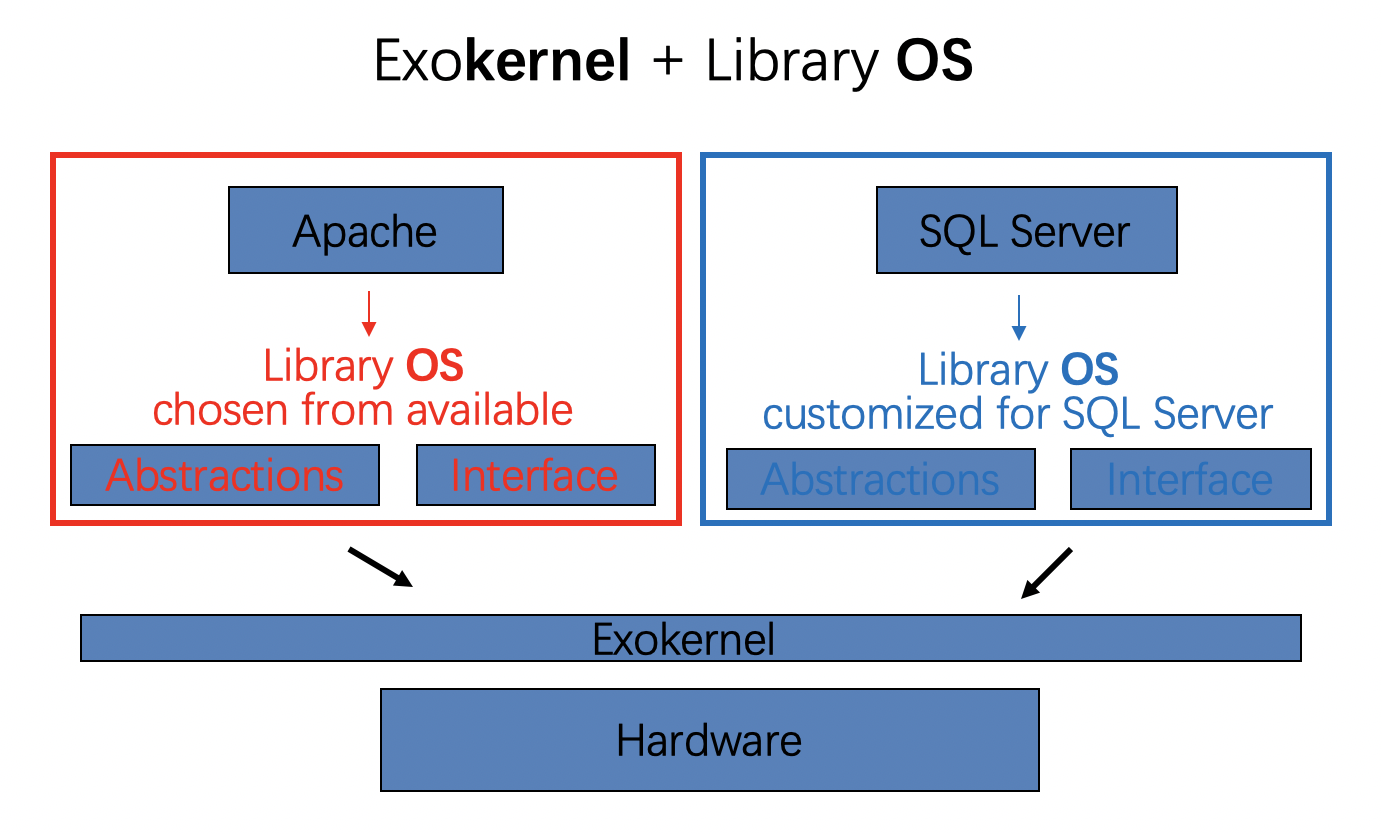 Exokernel + Library OS
Apache
SQL Server
Library OS
chosen from available
Library OS
customized for SQL Server
Abstractions
Interface
Abstractions
Interface
Exokernel
Hardware